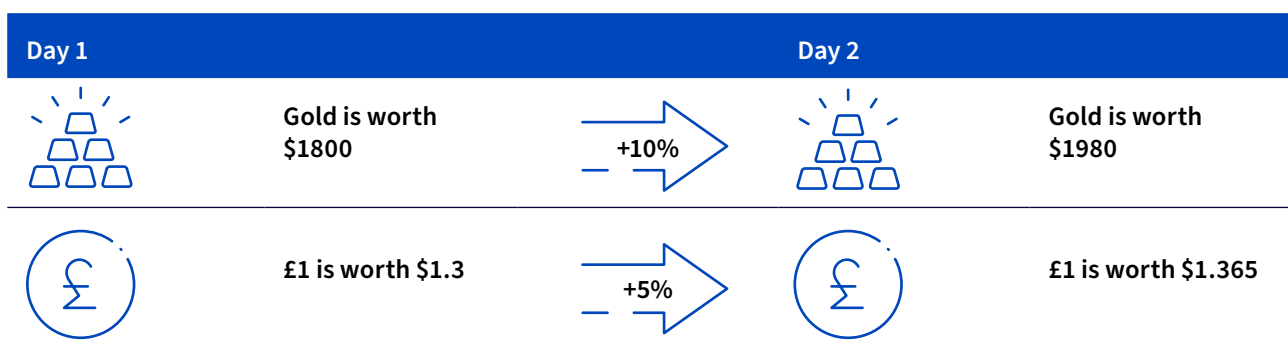 Day 1
Day 2
Gold is worth
$1800
+10%
Gold is worth
$1980
£
£1 is worth $1.3
+5%
£
£1 is worth $1.365